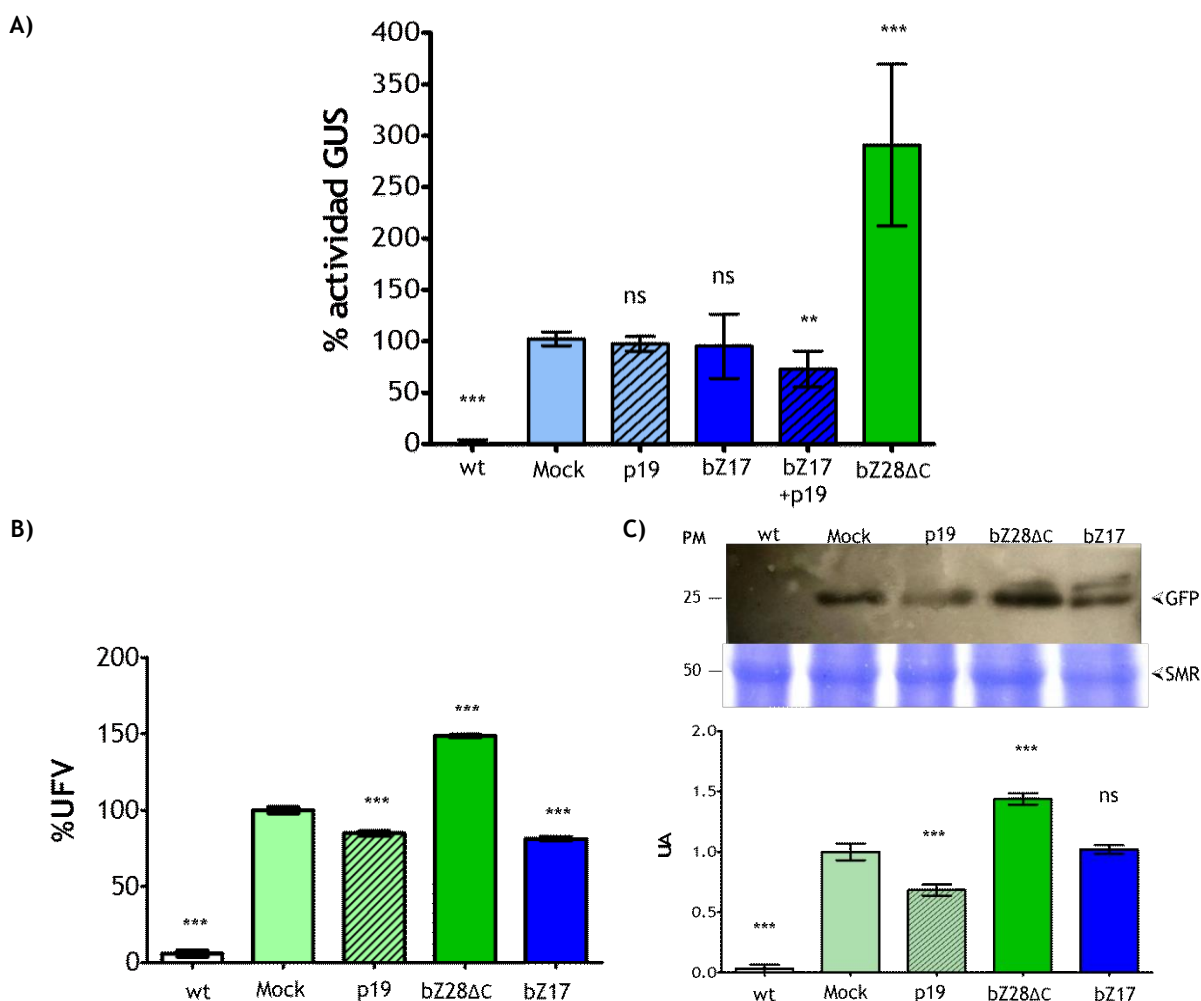 A)
% actividad GUS
400
350
300
250
200
150
100
50
0
***
ns
ns
**
***
wt
Mock
p19
bZ17
bZ17
+p19
bZ28ΔC
B)
%UFV
200
150
100
50
0
***
***
***
***
wt
Mock
p19
bZ28ΔC
bZ17
C)
PM
wt
Mock
p19
bZ28ΔC
bZ17
25
GFP
50
SMR
UA
2.0
1.5
1.0
0.5
0.0
***
***
***
ns
wt
Mock
p19
bZ28ΔC
bZ17